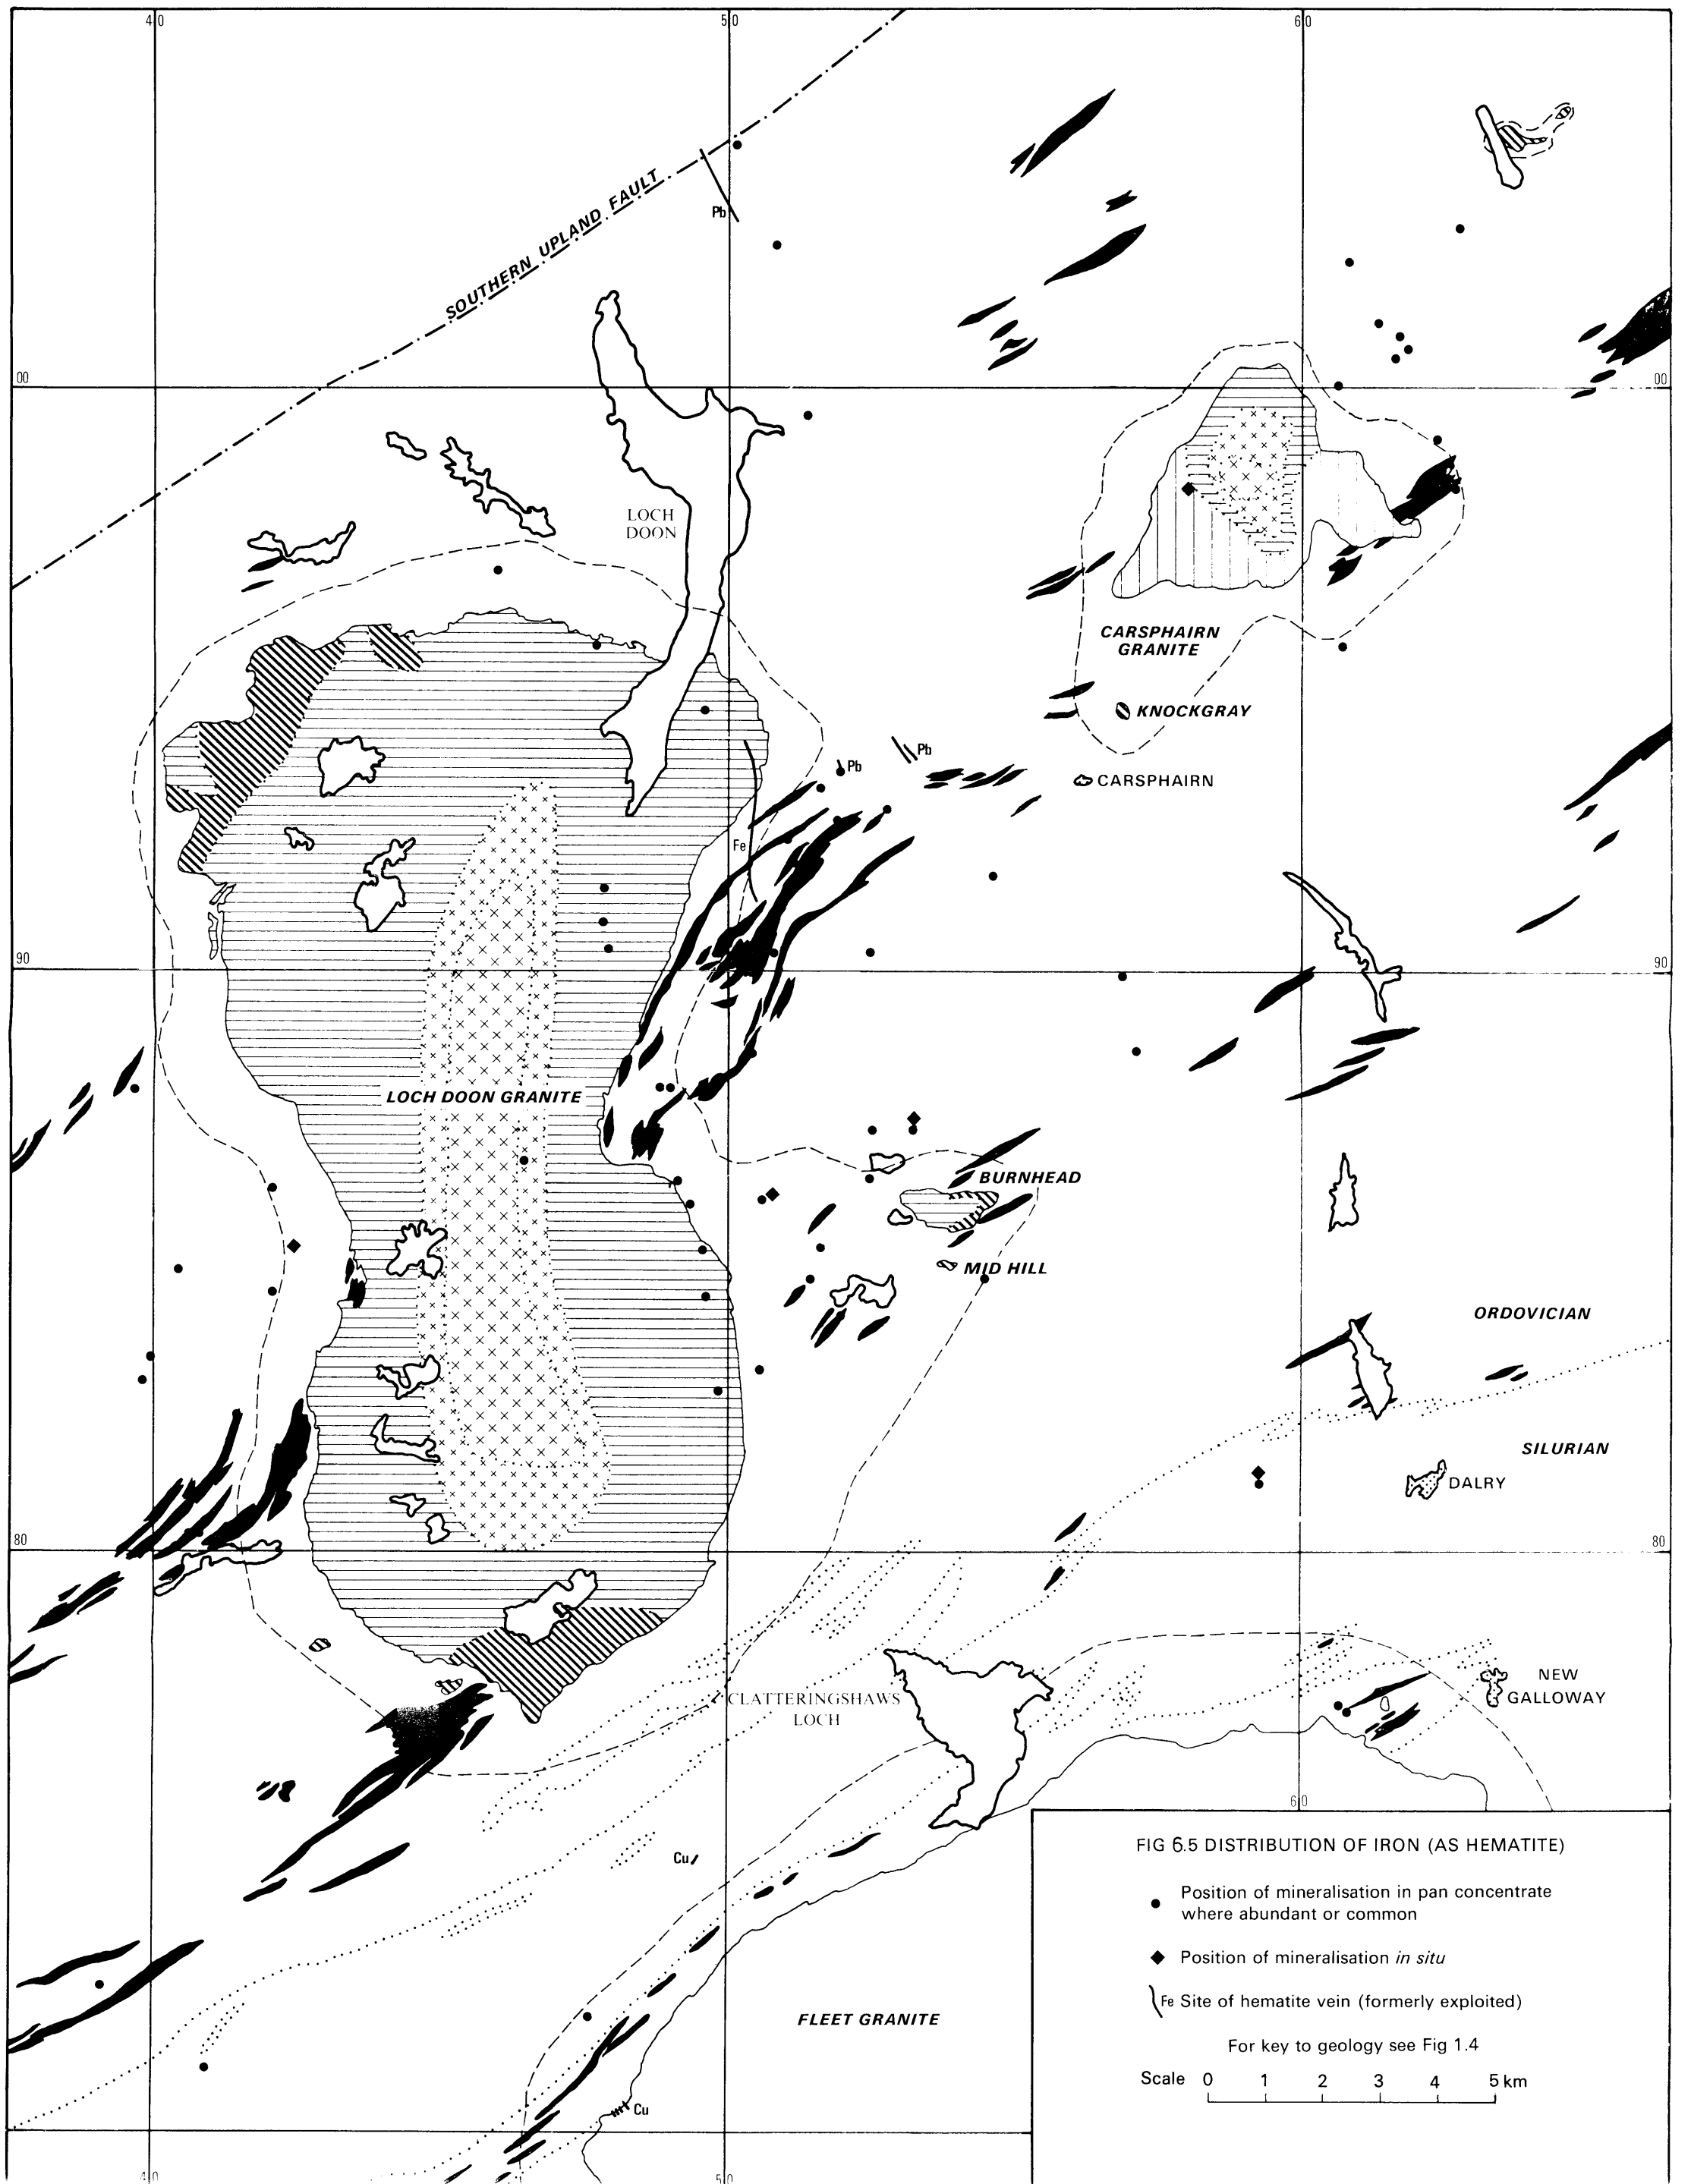 40 50 60
SOUTHERN UPLAND FAULT
Pb
00 00
LOCH
DOON
CARSPHAIRN
GRANITE
KNOCKGRAY
Pb
Pb
CARSPHAIRN
Fe
90 90
LOCH DOON GRANITE
BURNHEAD
MID HILL
ORDOVICIAN
SILURIAN
DALRY
80 80
NEW
GALLOWAY
CLATTERINGSHAWS
LOCH
60
Cu
FLEET GRANITE
Cu
40 50
FIG 6.5 DISTRIBUTION OF IRON (AS HEMATITE)
Position of mineralisation in pan concentrate
where abundant or common
Position of mineralisation in situ
Fe Site of hematite vein (formerly exploited)
For key to geology see Fig 1.4
Scale 0 1 2 3 4 5 km